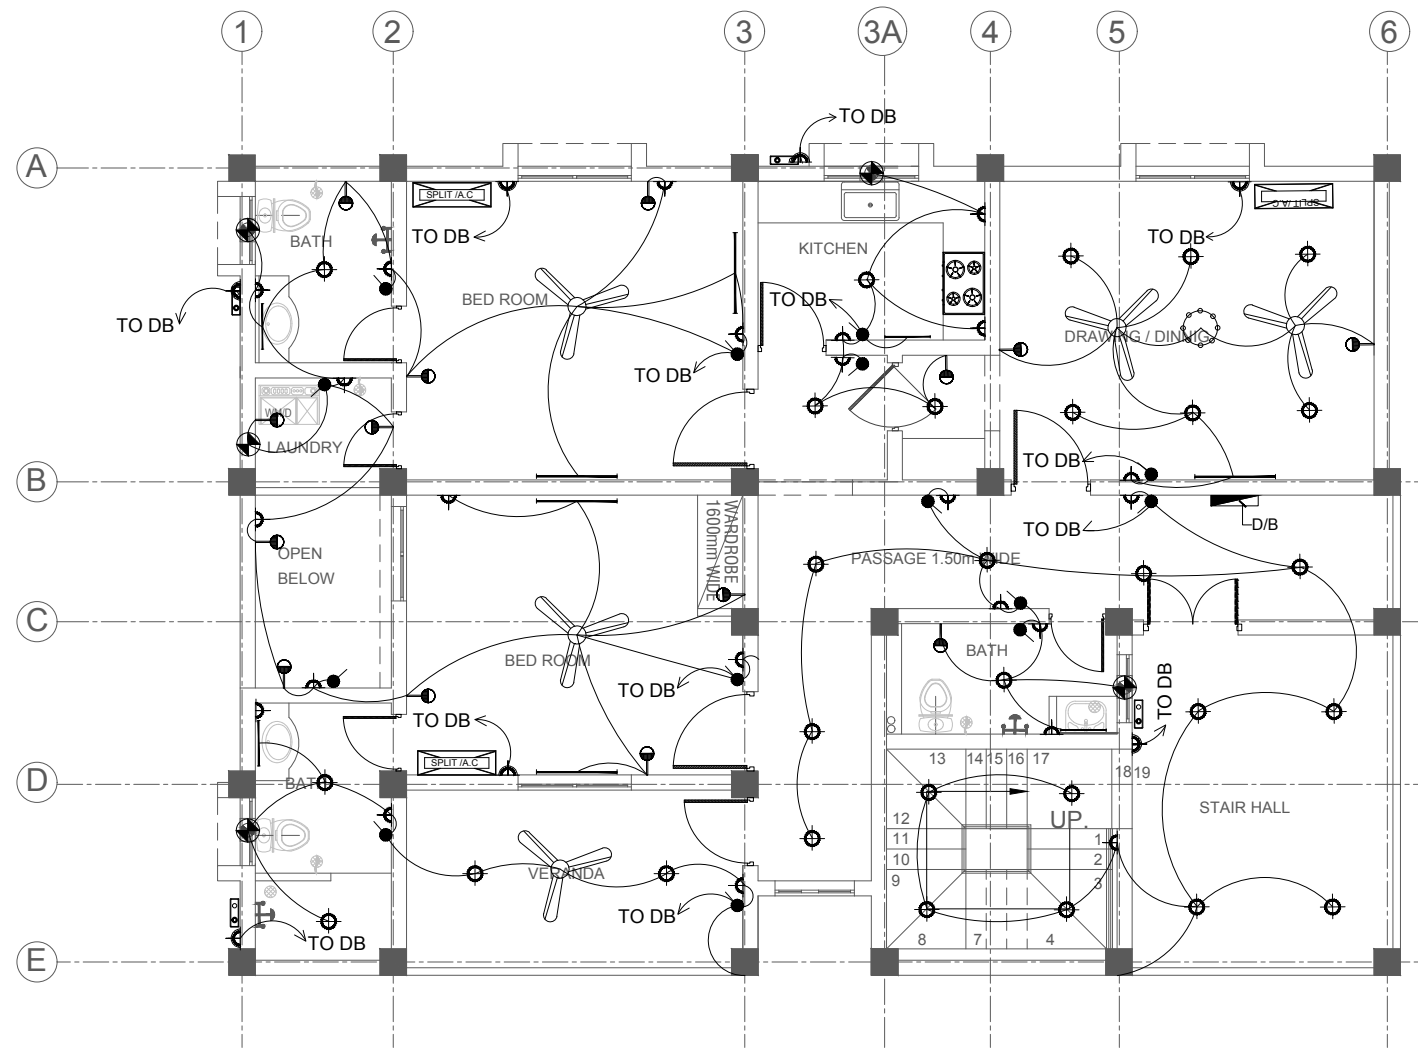 1 2 3 3A 4 5 6
TO DB
A
SPLIT /A.C
SPLIT /A.C
BATH
TO DB
TO DB
KITCHEN
BED ROOM
TO DB
TO DB
DRAWING / DINNIG
TO DB
WM/D
LAUNDRY
TO DB
B
WARDROBE
1600mm WIDE
TO DB
D/B
OPEN
BELOW
PASSAGE 1.50m WIDE
C
BATH
BED ROOM
TO DB
TO DB
TO DB
SPLIT /A.C
13 14 15 16 17
18 19
D
BATH
STAIR HALL
12
UP.
11
1
10
2
9
3
VERANDA
TO DB
8 7 4
TO DB
E